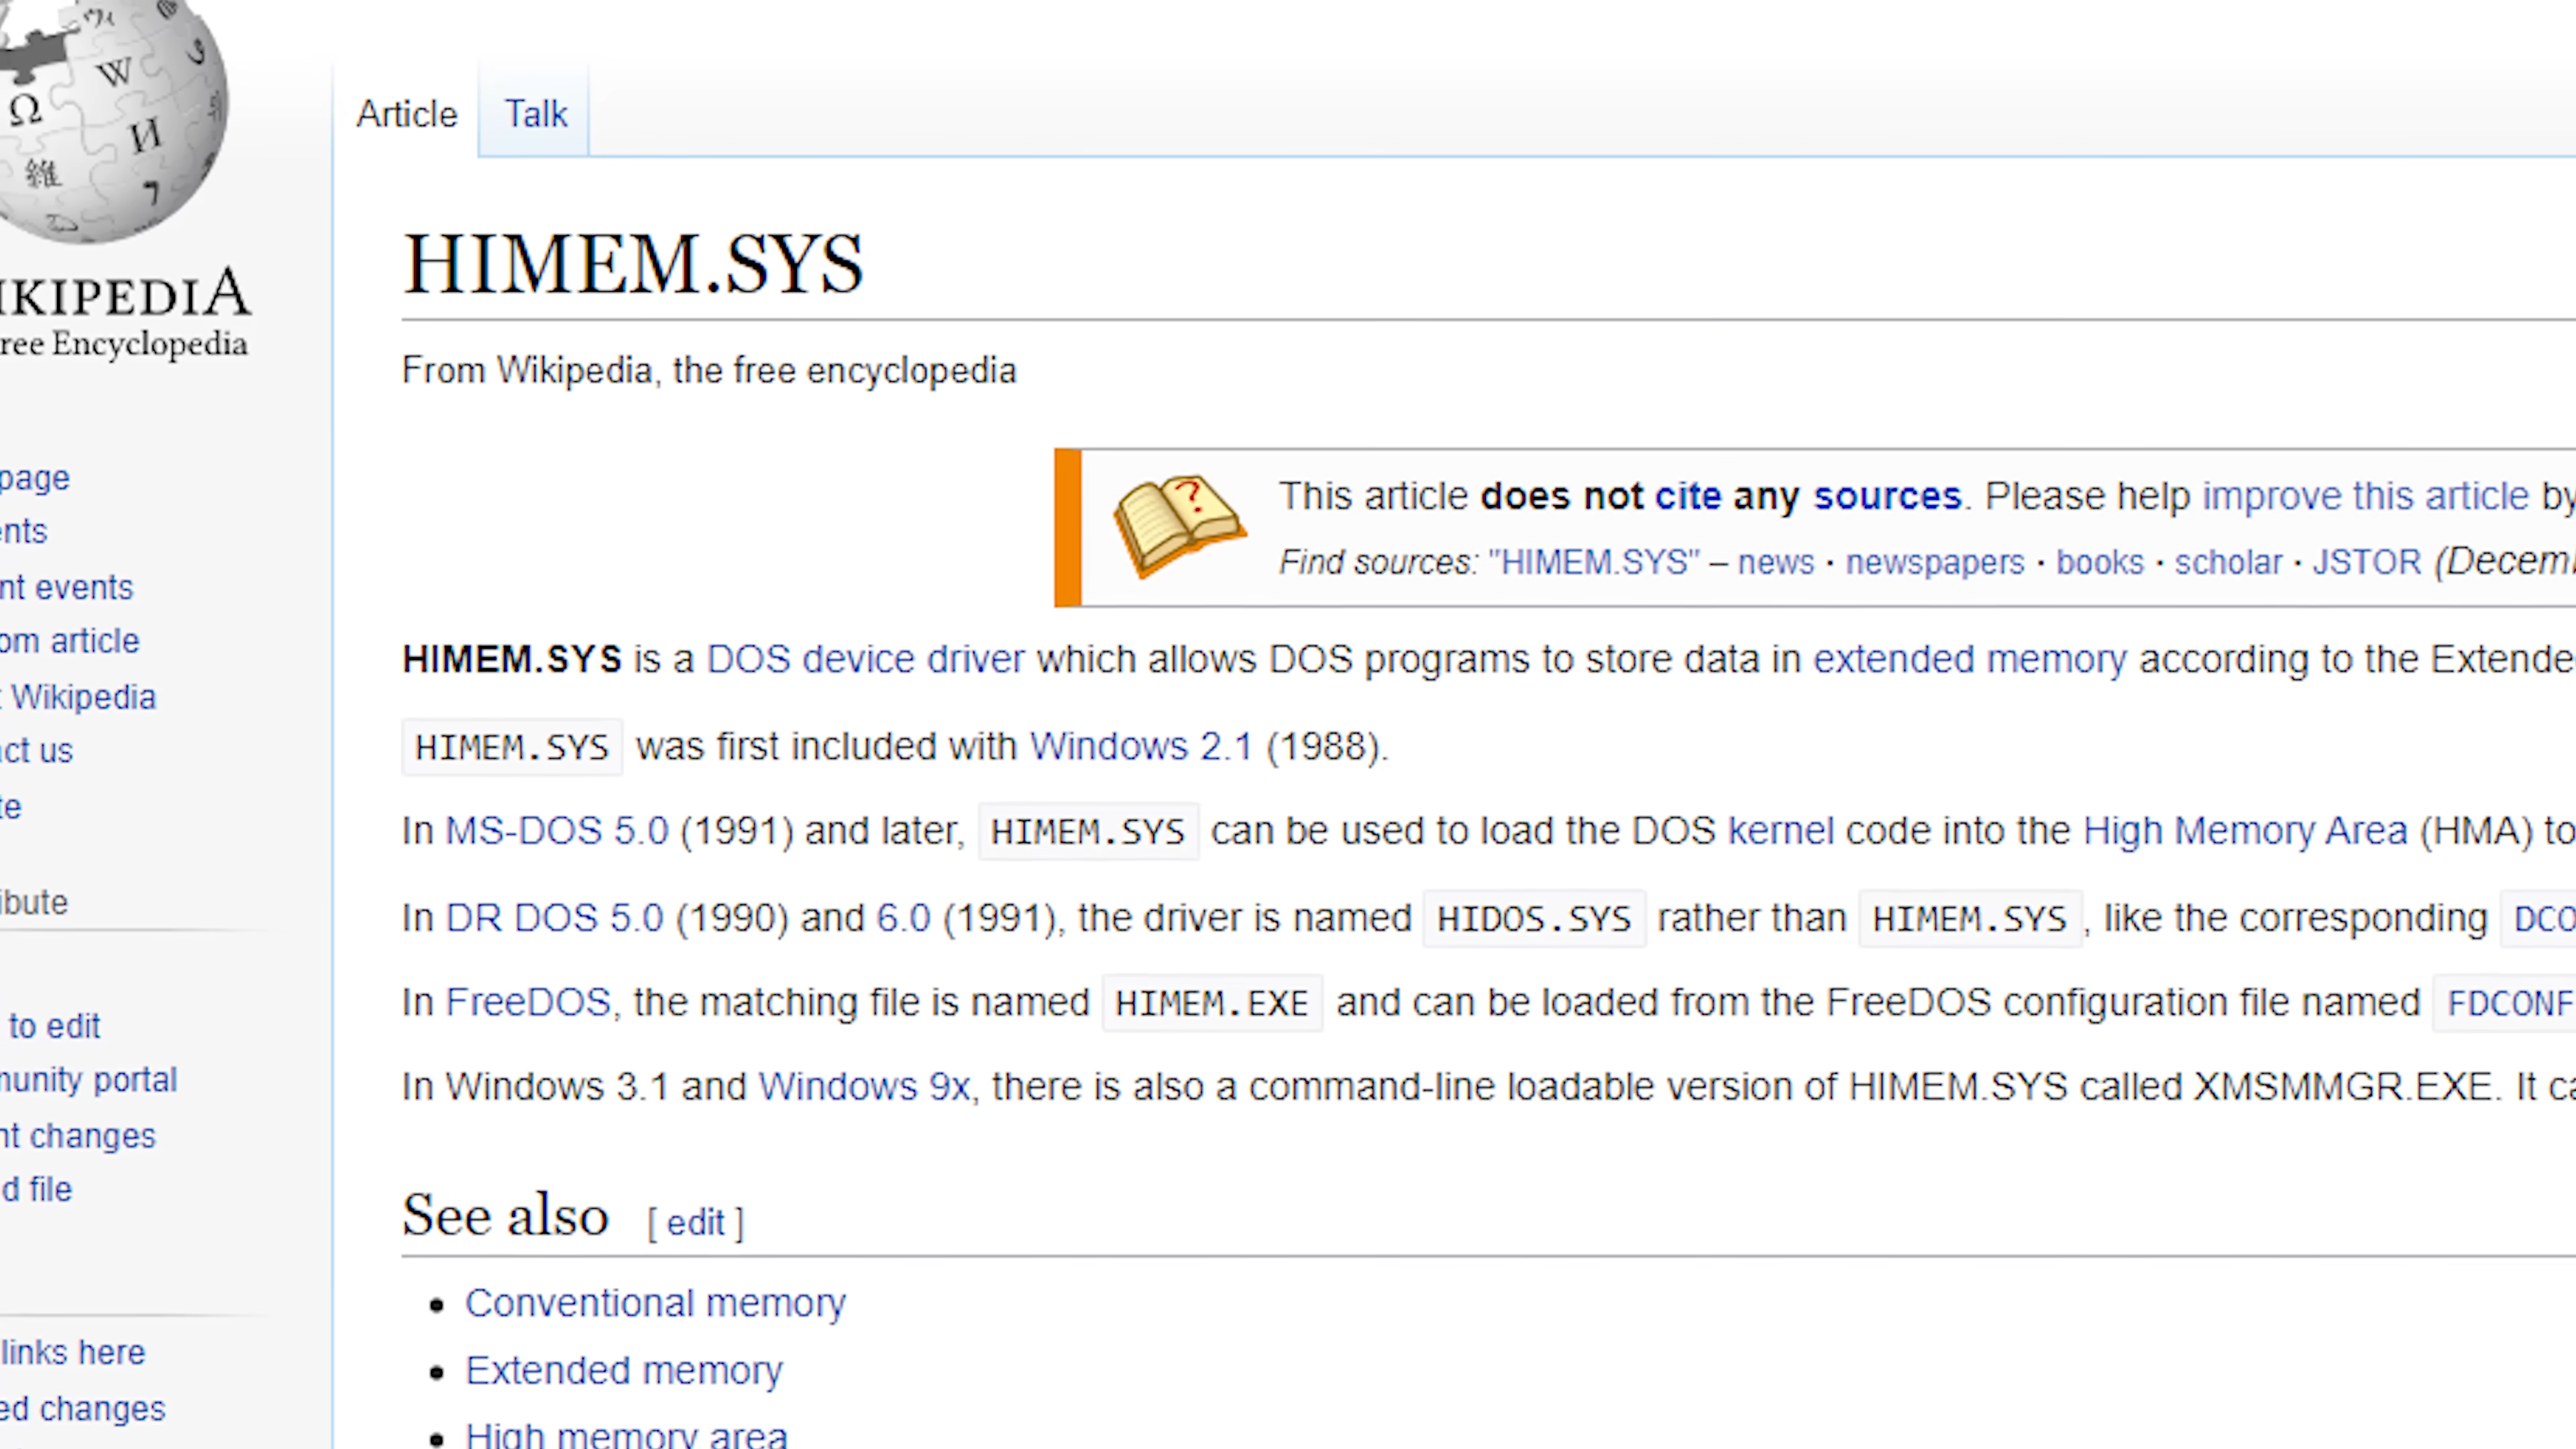 Article Talk
HIMEM.SYS
IKIPEDIA
ree Encyclopedia
From Wikipedia, the free encyclopedia
This article does not cite any sources. Please help improve this article by
Find sources: "HIMEM.SYS" – news · newspapers · books · scholar · JSTOR (Decem
HIMEM.SYS is a DOS device driver which allows DOS programs to store data in extended memory according to the Extende
HIMEM.SYS was first included with Windows 2.1 (1988).
In MS-DOS 5.0 (1991) and later, HIMEM.SYS can be used to load the DOS kernel code into the High Memory Area (HMA) to
In DR DOS 5.0 (1990) and 6.0 (1991), the driver is named HIDOS.SYS rather than HIMEM.SYS, like the corresponding DCO
In FreeDOS, the matching file is named HIMEM.EXE and can be loaded from the FreeDOS configuration file named FDCONF
In Windows 3.1 and Windows 9x, there is also a command-line loadable version of HIMEM.SYS called XMSMMGR.EXE. It ca
See also [ edit ]
• Conventional memory
• Extended memory
• High memory area
page
ents
nt events
om article
t Wikipedia
act us
te
ibute
to edit
munity portal
nt changes
d file
links here
ed changes